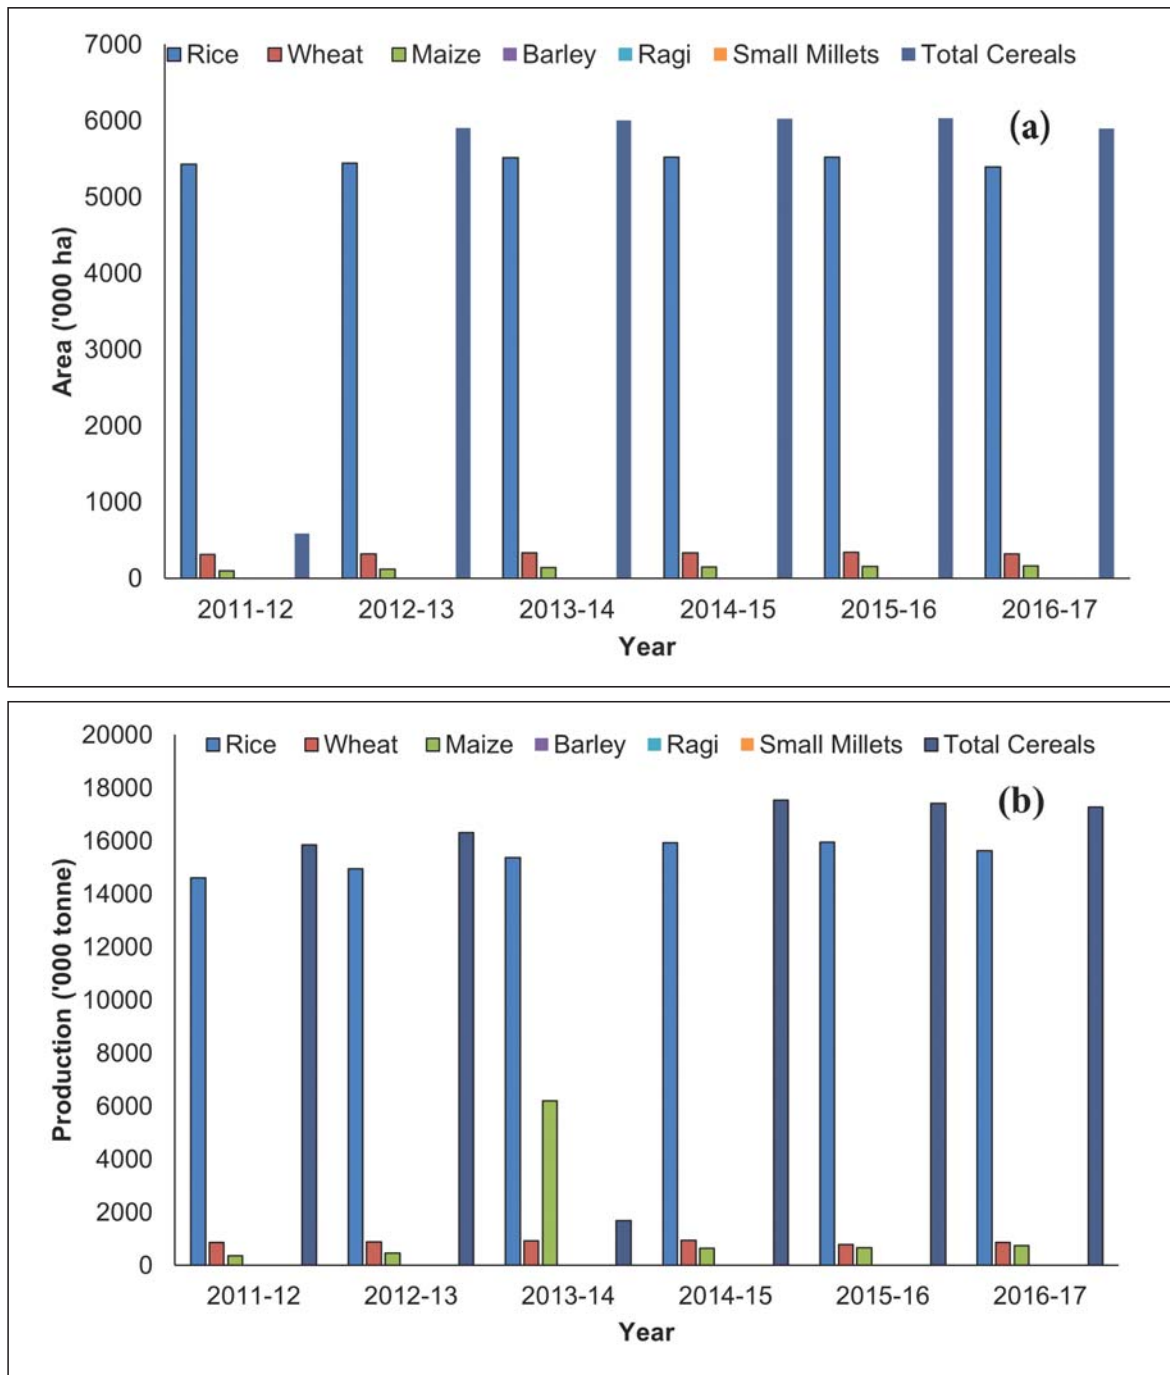 7000
Rice Wheat Maize Barley Ragi Small Millets Total Cereals
6000
(a)
5000
4000
3000
2000
1000
0
Area ('000 ha)
2011-12 2012-13 2013-14 2014-15 2015-16 2016-17
Year
20000
Rice Wheat Maize Barley Ragi Small Millets Total Cereals
18000
(b)
16000
14000
12000
10000
8000
6000
4000
2000
0
Production ('000 tonne)
2011-12 2012-13 2013-14 2014-15 2015-16 2016-17
Year